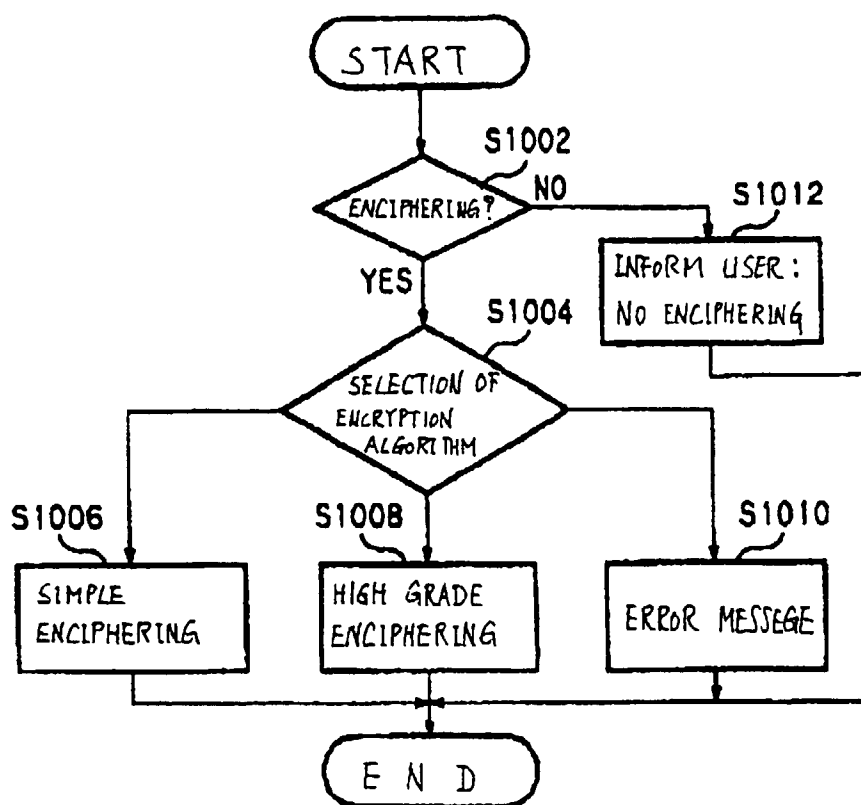 START
S1002
ENCIPHERING?
NO
S1012
INFORM USER:
NO ENCIPHERING
YES
S1004
SELECTION OF
ENCRYPTION
ALGORITHM
S1006
SIMPLE
ENCIPHERING
S1008
HIGH GRADE
ENCIPHERING
S1010
ERROR MESSEGE
END